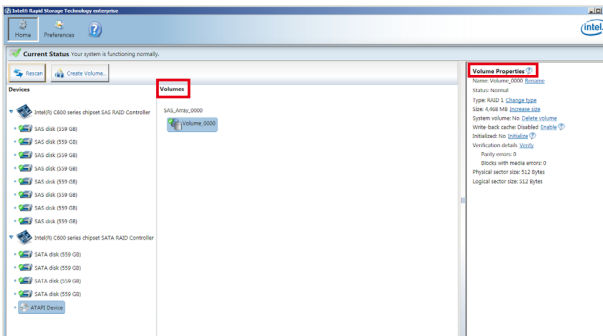 Intel® Rapid Storage Technology enterprise
Home
Preferences
intel
Current Status Your system is functioning normally.
Rescan
Create Volume...
Devices
Intel(R) C600 series chipset SAS RAID Controller
SAS disk (559 GB)
SAS disk (559 GB)
SAS disk (559 GB)
SAS disk (559 GB)
SAS disk (559 GB)
SAS disk (559 GB)
SAS disk (559 GB)
SAS disk (559 GB)
Intel(R) C600 series chipset SATA RAID Controller
SATA disk (559 GB)
SATA disk (559 GB)
SATA disk (559 GB)
SATA disk (559 GB)
ATAPI Device
Volumes
SAS_Array_0000
Volume_0000
Volume Properties
Name: Volume_0000 Rename
Status: Normal
Type: RAID 1 Change type
Size: 4,468 MB Increase size
System volume: No Delete volume
Write back cache: Disabled Enable
Initialized: No Initialize
Verification details Verify
Parity errors: 0
Blocks with media errors: 0
Physical sector size: 512 Bytes
Logical sector size: 512 Bytes